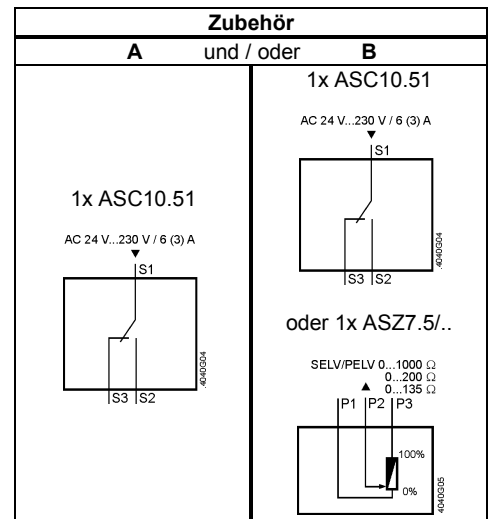 Zubehör
A und / oder B
1x ASC10.51
AC 24 V...230 V / 6 (3) A
S1
S3 S2
4040G04
1x ASC10.51
AC 24 V...230 V / 6 (3) A
S1
S3 S2
4040G04
oder 1x ASZ7.5/..
SELV/PELV 0...1000 Ω
0...200 Ω
0...135 Ω
P1 P2 P3
100%
0%
4040G05